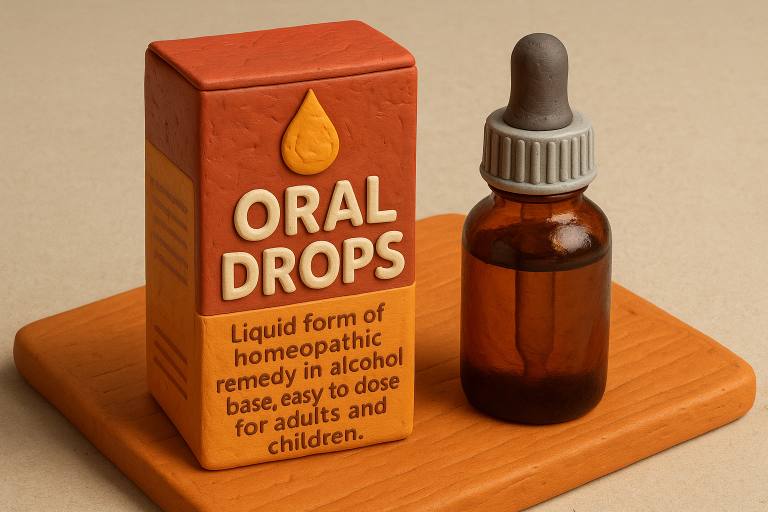 ORAL
DROPS
Liquid form of
homeopathic
remedy in alcohol
base, easy to dose
for adults and
children.